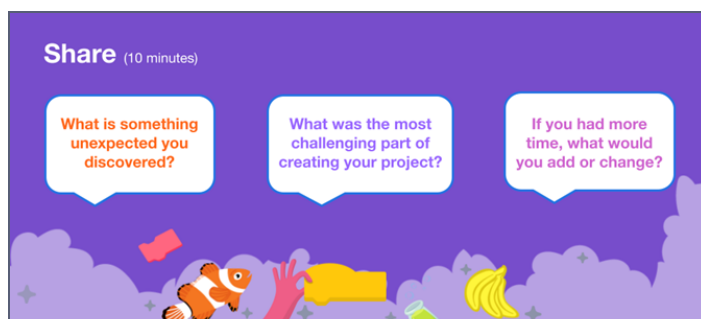 Share (10 minutes)
What is something
unexpected you
discovered?
What was the most
challenging part of
creating your project?
If you had more
time, what would
you add or change?